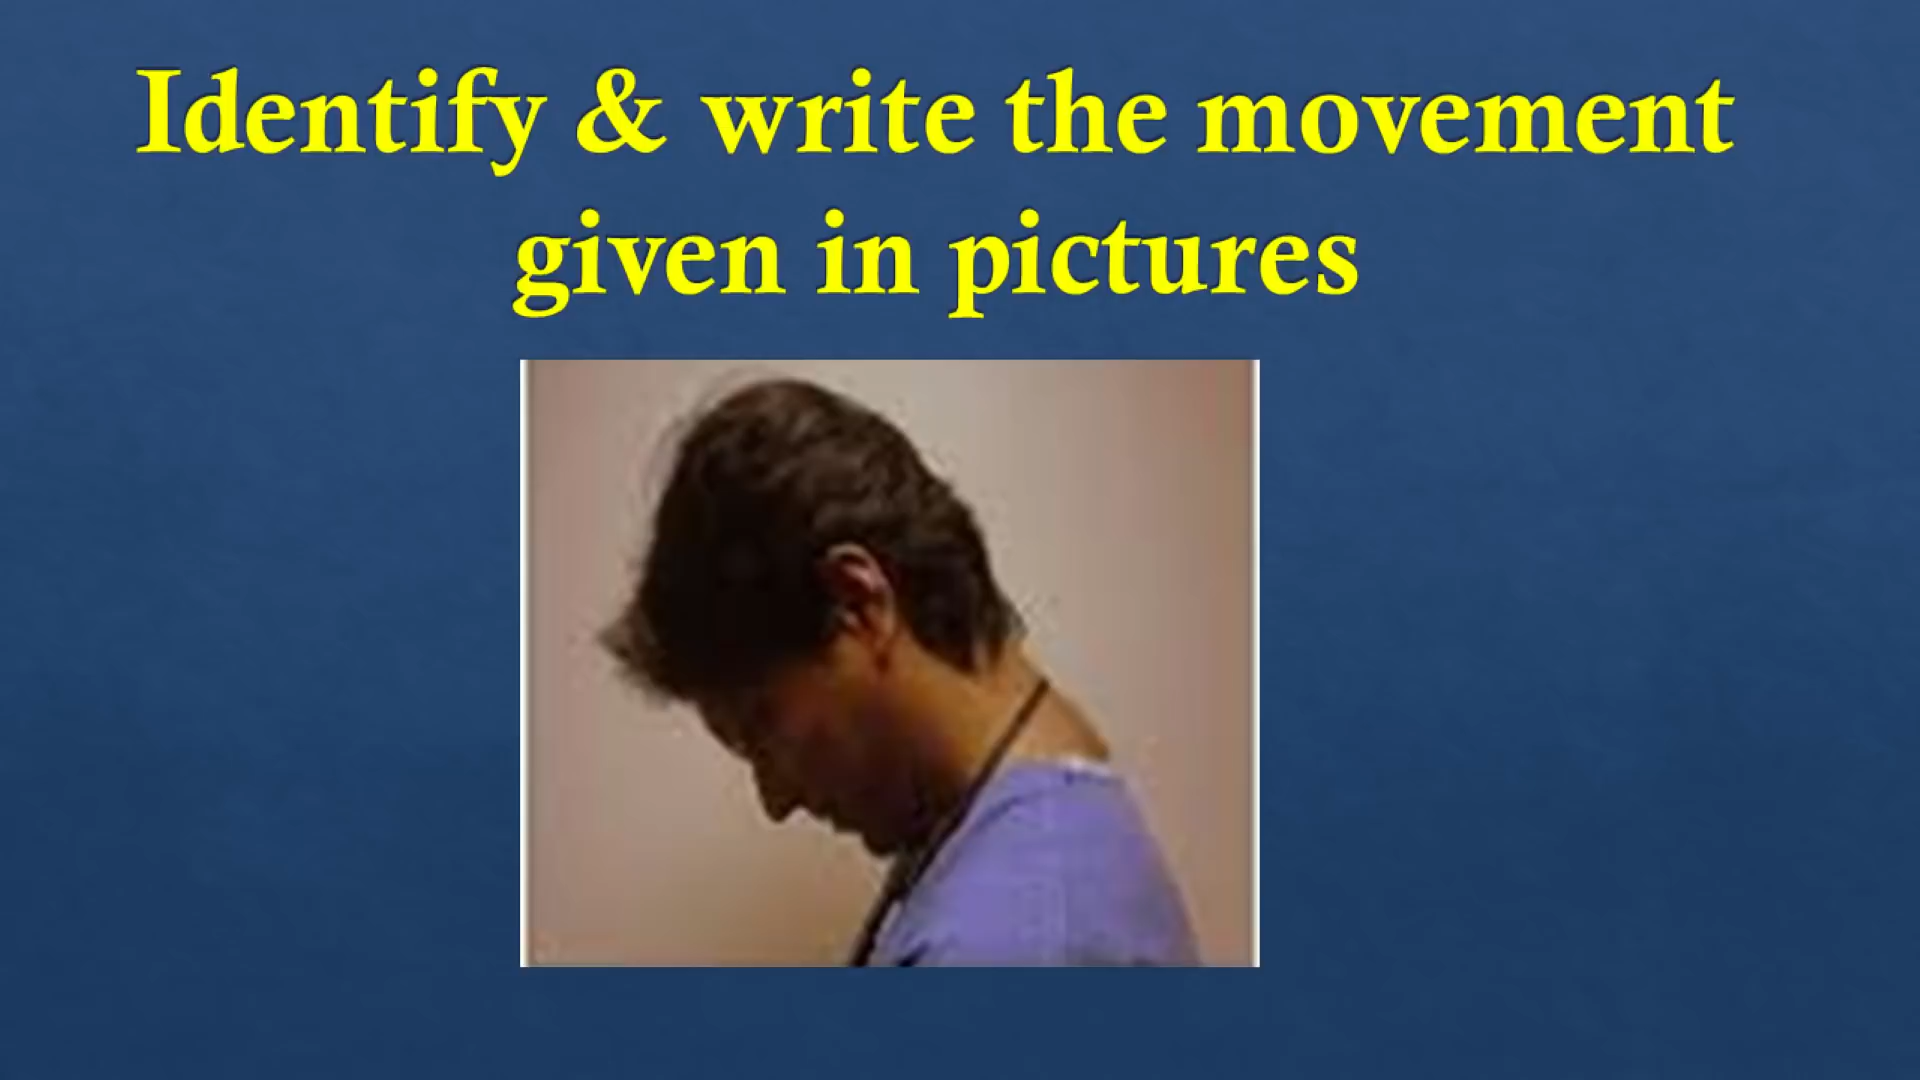 Identify & write the movement
given in pictures